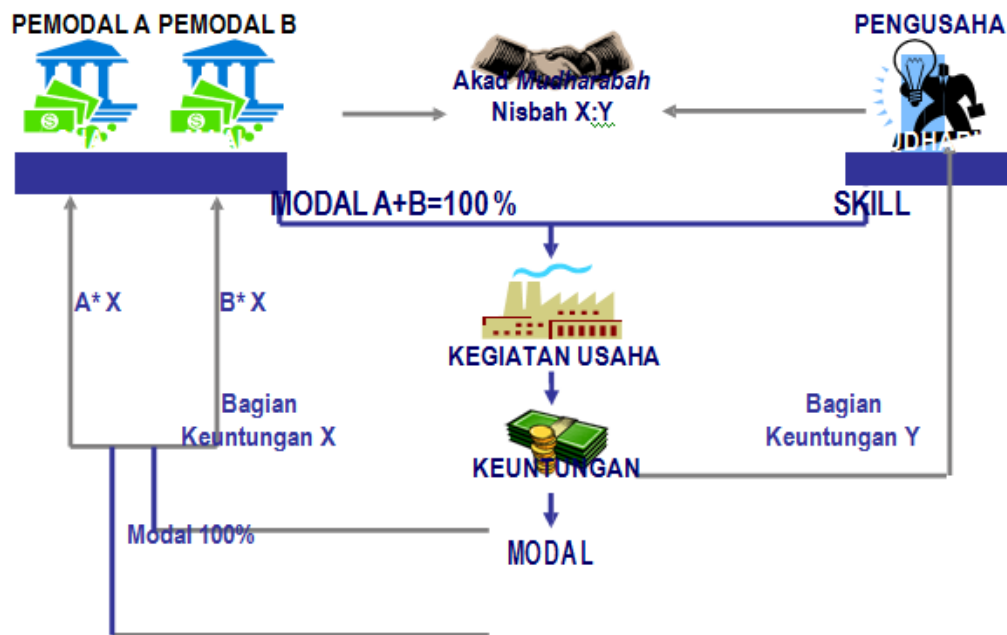 PEMODAL A PEMODAL B
PENGUSAHA
Akad Mudharabah
Nisbah X:Y
MODAL A+B=100%
SKILL
A* X
B* X
KEGIATAN USAHA
Bagian
Keuntungan X
Bagian
Keuntungan Y
KEUNTUNGAN
Modal 100%
MODAL